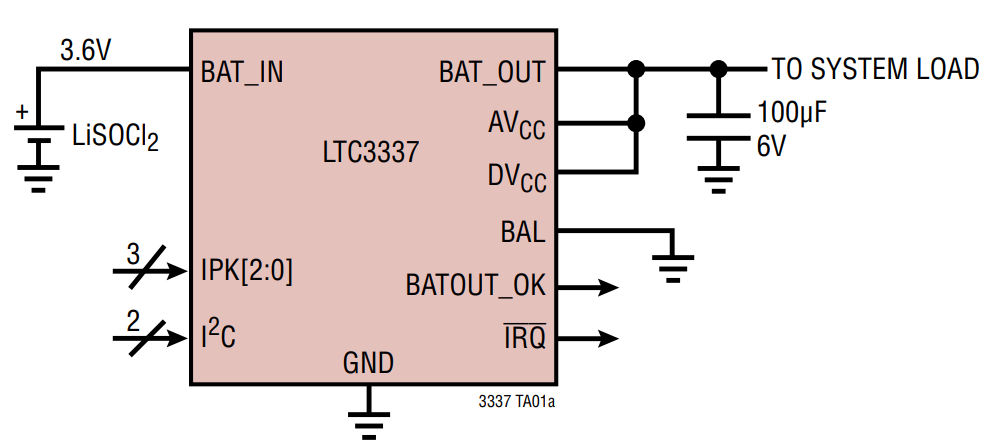 3.6V
BAT_IN
BAT_OUT
TO SYSTEM LOAD
+
LiSOCl2
LTC3337
AVCC
100µF
6V
DVCC
BAL
3
IPK[2:0]
BATOUT_OK
2
I2C
IRQ
GND
3337 TA01a